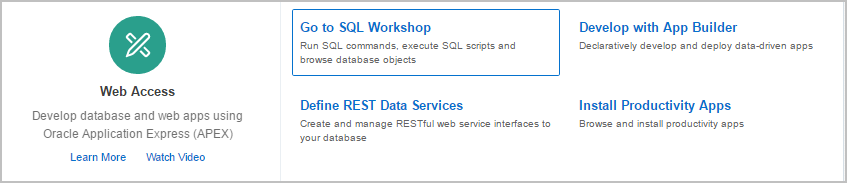 Web Access
Develop database and web apps using
Oracle Application Express (APEX)
Learn More Watch Video
Go to SQL Workshop
Run SQL commands, execute SQL scripts and
browse database objects
Develop with App Builder
Declaratively develop and deploy data-driven apps
Define REST Data Services
Create and manage RESTful web service interfaces to
your database
Install Productivity Apps
Browse and install productivity apps